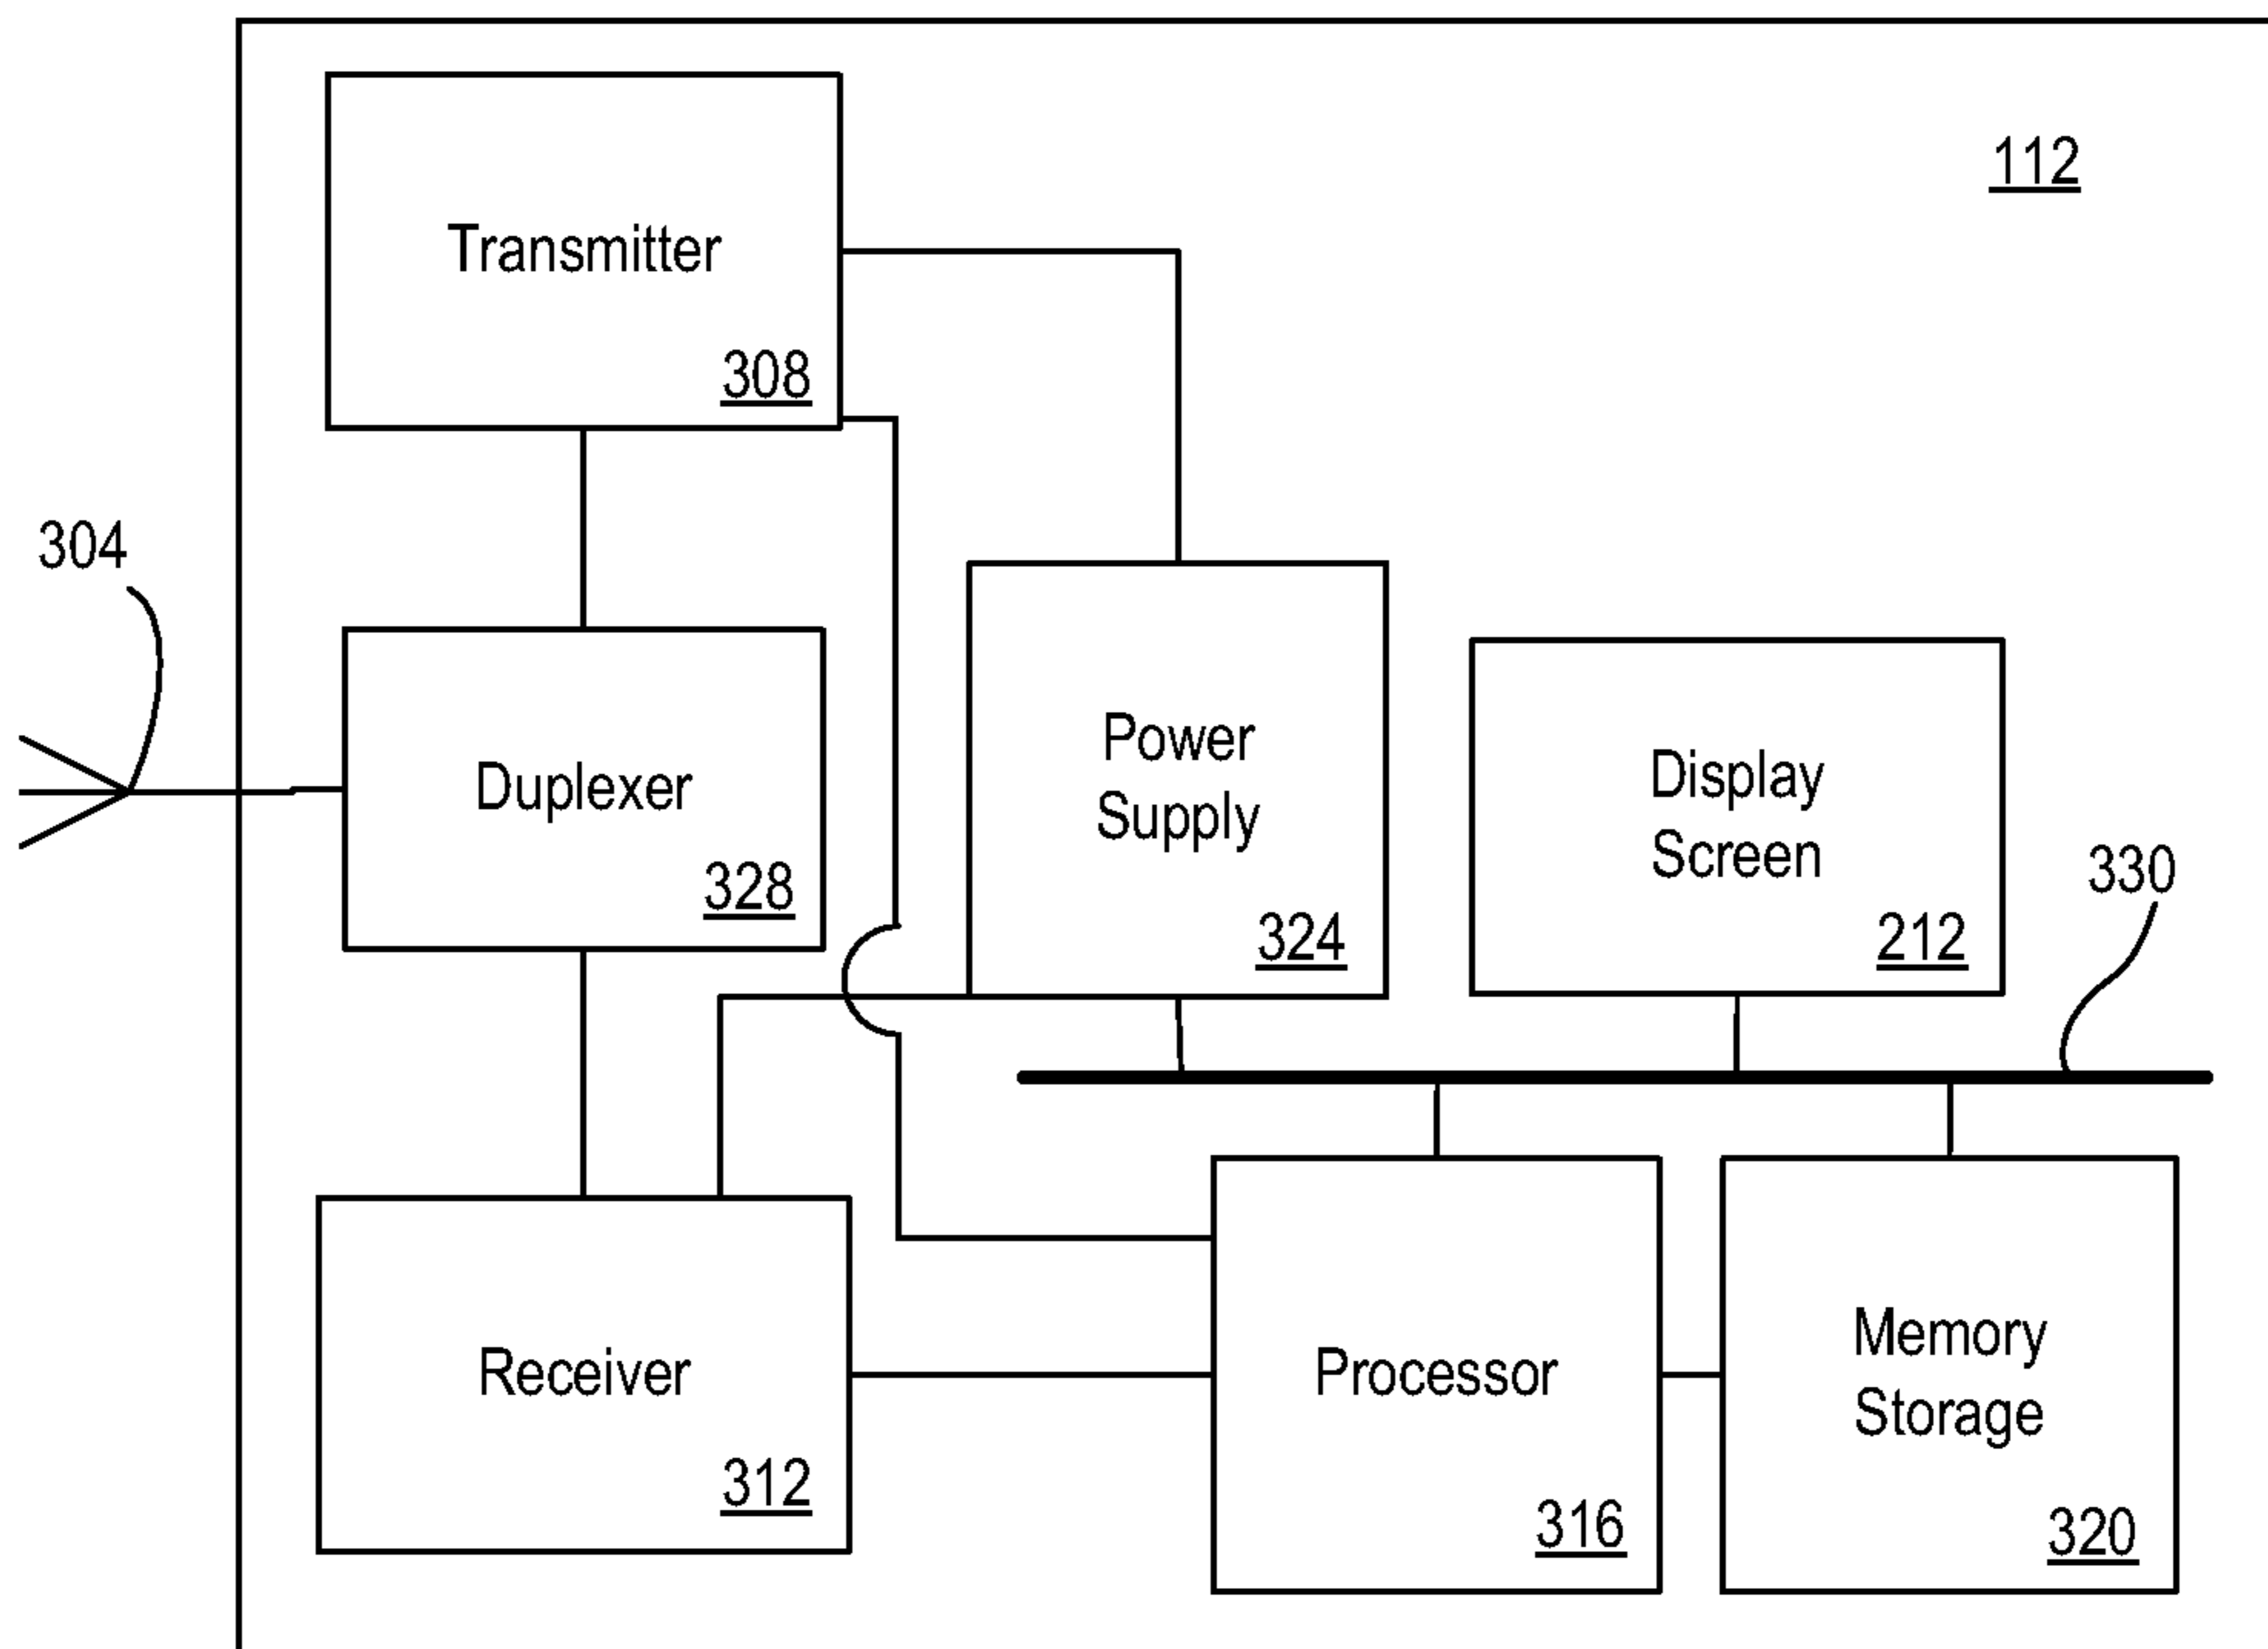 112
Transmitter
308
304
Duplexer
328
Power
Supply
324
Display
Screen
212
330
Receiver
312
Processor
316
Memory
Storage
320